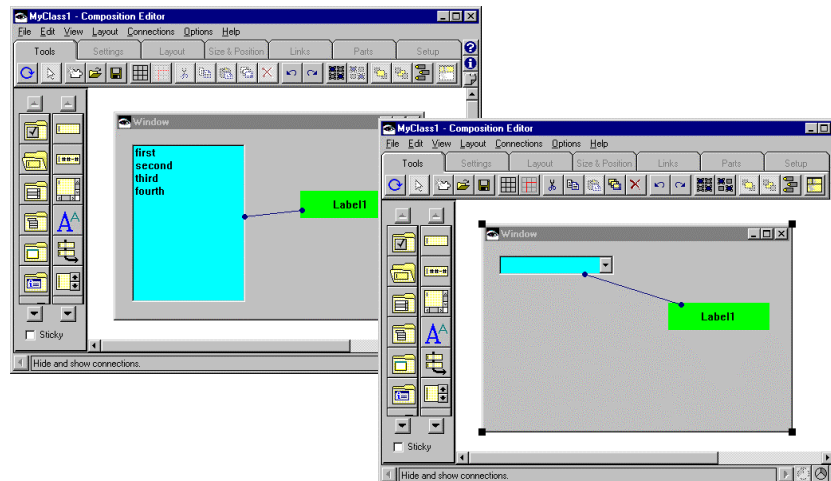 MyClass1 - Composition Editor
File Edit View Layout Connections Options Help
Tools Settings Layout Size & Position Links Parts Setup
Window
first
second
third
fourth
Label1
Sticky
Hide and show connections.
MyClass1 - Composition Editor
File Edit View Layout Connections Options Help
Tools Settings Layout Size & Position Links Parts Setup
Window
Label1
Sticky
Hide and show connections.